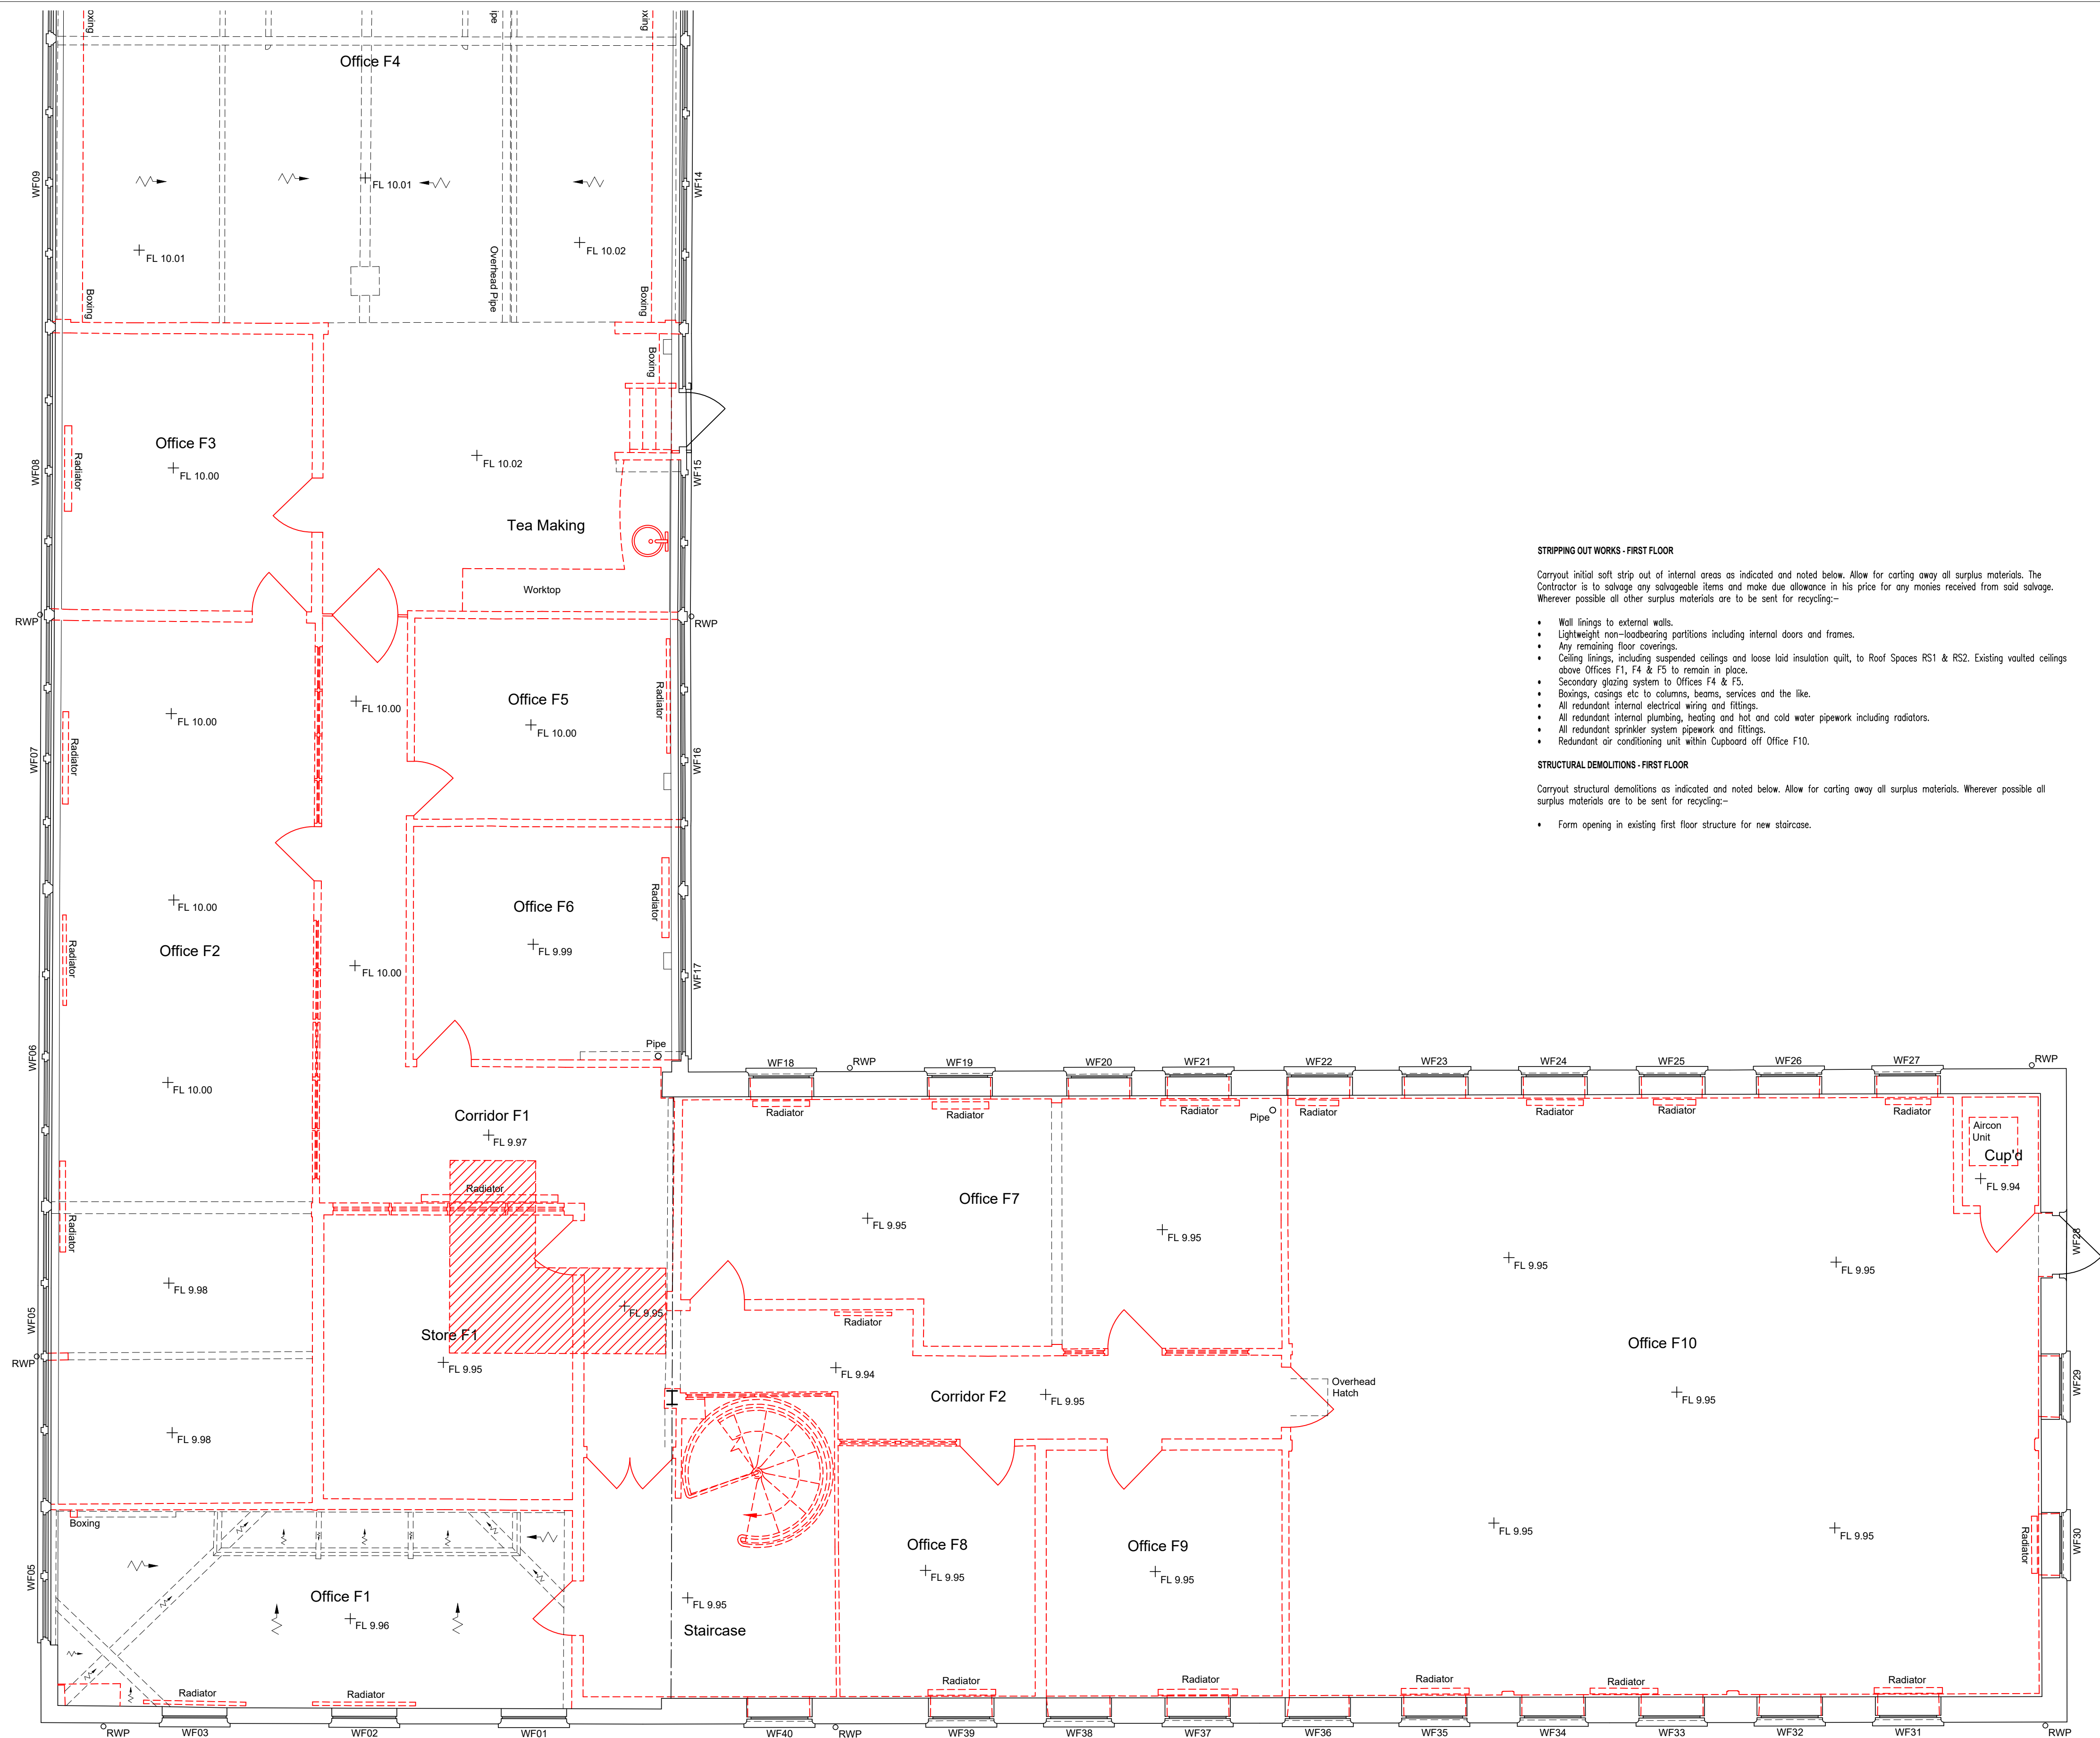 oxing
ipe
oxing
Office F4
WF09
WF14
FL 10.01
FL 10.01
FL 10.02
Overhead Pipe
Boxing
Boxing
Boxing
Office F3
FL 10.00
Radiator
WF08
FL 10.02
WF15
Tea Making
Worktop
RWP
RWP
STRIPPING OUT WORKS - FIRST FLOOR
Carryout initial soft strip out of internal areas as indicated and noted below. Allow for carting away all surplus materials. The
Contractor is to salvage any salvageable items and make due allowance in his price for any monies received from said salvage.
Wherever possible all other surplus materials are to be sent for recycling:-
• Wall linings to external walls.
• Lightweight non-loadbearing partitions including internal doors and frames.
• Any remaining floor coverings.
• Ceiling linings, including suspended ceilings and loose laid insulation quilt, to Roof Spaces RS1 & RS2. Existing vaulted ceilings
above Offices F1, F4 & F5 to remain in place.
• Secondary glazing system to Offices F4 & F5.
• Boxings, casings etc to columns, beams, services and the like.
• All redundant internal electrical wiring and fittings.
• All redundant internal plumbing, heating and hot and cold water pipework including radiators.
• All redundant sprinkler system pipework and fittings.
• Redundant air conditioning unit within Cupboard off Office F10.
STRUCTURAL DEMOLITIONS - FIRST FLOOR
Carryout structural demolitions as indicated and noted below. Allow for carting away all surplus materials. Wherever possible all
surplus materials are to be sent for recycling:-
• Form opening in existing first floor structure for new staircase.
FL 10.00
FL 10.00
Office F5
FL 10.00
Radiator
Radiator
WF07
WF16
FL 10.00
Office F6
Radiator
Office F2
Radiator
FL 9.99
FL 10.00
WF17
Pipe
WF06
FL 10.00
Corridor F1
FL 9.97
Radiator
Radiator
WF18
RWP
WF19
WF20
WF21
WF22
WF23
WF24
WF25
WF26
WF27
RWP
Radiator
Radiator
Radiator
Pipe
Radiator
Radiator
Radiator
Radiator
Aircon
Unit
Cup'd
FL 9.94
Office F7
FL 9.95
FL 9.95
FL 9.95
FL 9.95
WF28
FL 9.98
FL 9.95
WF05
Store F1
FL 9.95
RWP
Radiator
Office F10
FL 9.94
Corridor F2
FL 9.95
Overhead
Hatch
FL 9.95
WF29
FL 9.98
Boxing
FL 9.95
FL 9.95
Radiator
WF30
Office F8
FL 9.95
Office F9
FL 9.95
WF05
Office F1
FL 9.96
FL 9.95
Staircase
Radiator
Radiator
Radiator
Radiator
Radiator
Radiator
Radiator
RWP
WF03
WF02
WF01
WF40
RWP
WF39
WF38
WF37
WF36
WF35
WF34
WF33
WF32
WF31
RWP